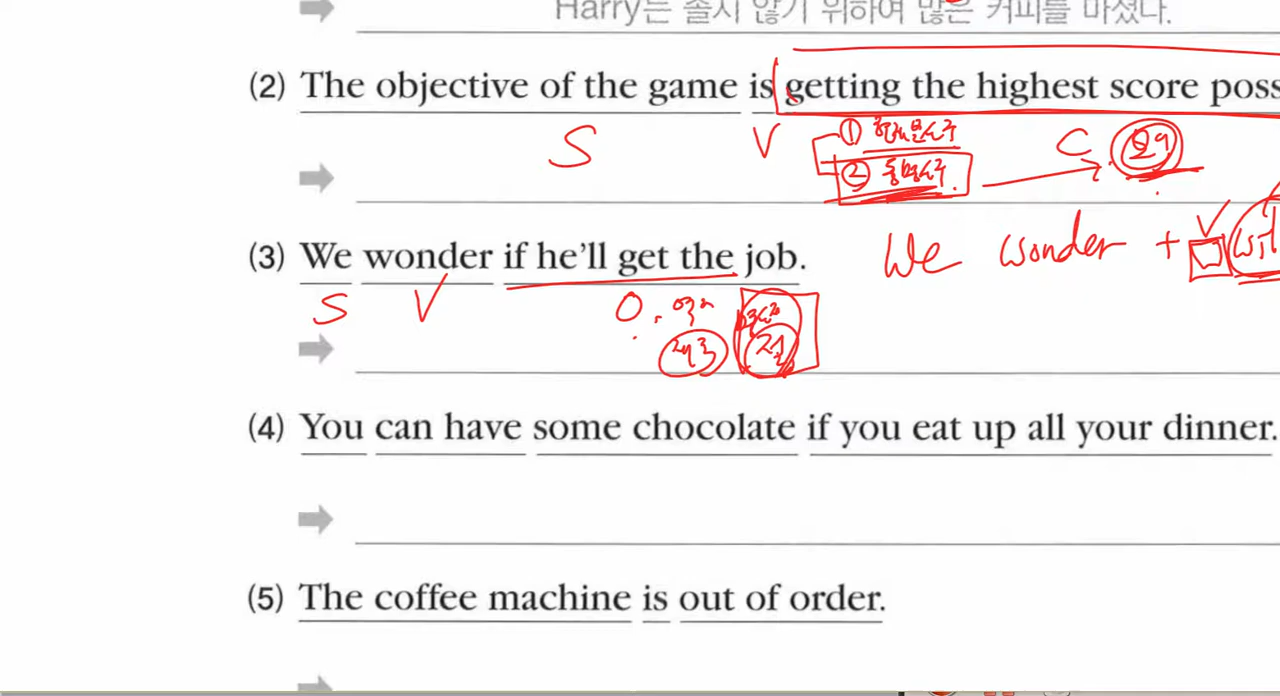 Harry는 졸지 않기 위하여 많은 커피를 마셨다.
(2) The objective of the game is getting the highest score poss
S V ① 현재분사구 C 보어
② 동명사구
(3) We wonder if he'll get the job.
We wonder +
S V O. 명사
(4) You can have some chocolate if you eat up all your dinner.
(5) The coffee machine is out of order.